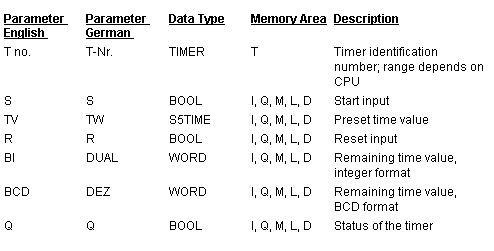 Parameter Parameter Data Type Memory Area Description
English German
T no. T-Nr. TIMER T Timer identification
number; range depends on
CPU
S S BOOL I, Q, M, L, D Start input
TV TW S5TIME I, Q, M, L, D Preset time value
R R BOOL I, Q, M, L, D Reset input
BI DUAL WORD I, Q, M, L, D Remaining time value,
integer format
BCD DEZ WORD I, Q, M, L, D Remaining time value,
BCD format
Q Q BOOL I, Q, M, L, D Status of the timer